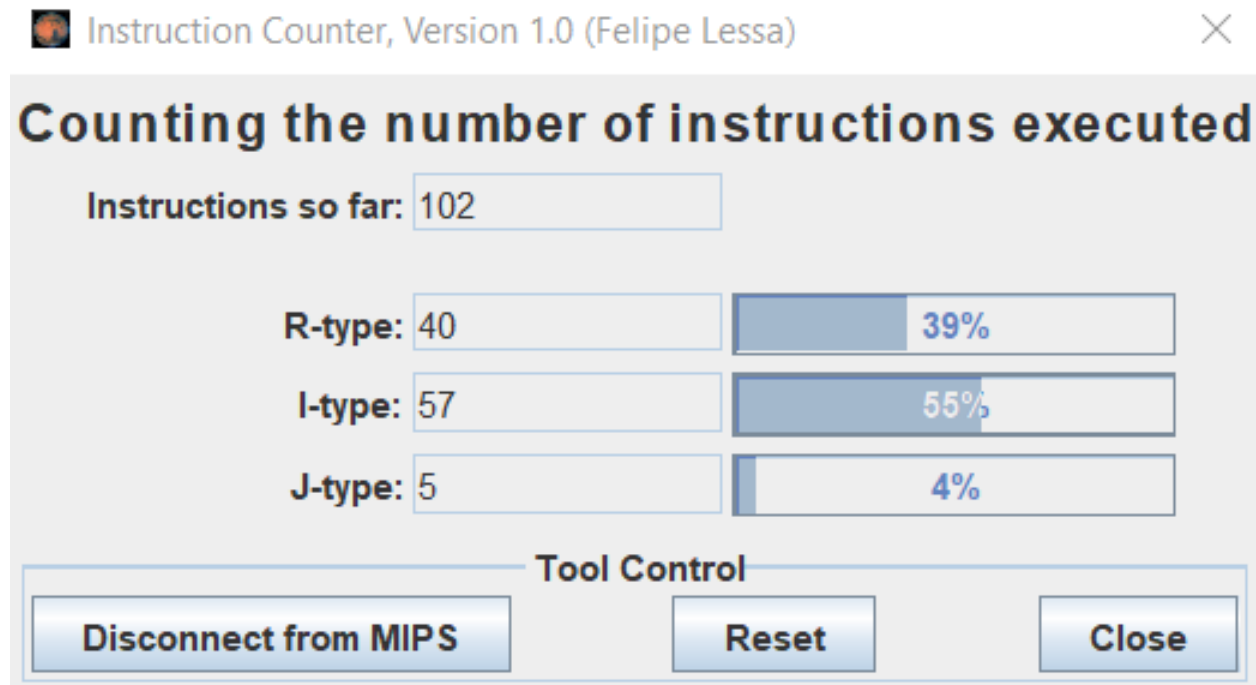 Instruction Counter, Version 1.0 (Felipe Lessa)
Counting the number of instructions executed
Instructions so far: 102
R-type: 40 39%
I-type: 57 55%
J-type: 5 4%
Tool Control
Disconnect from MIPS Reset Close